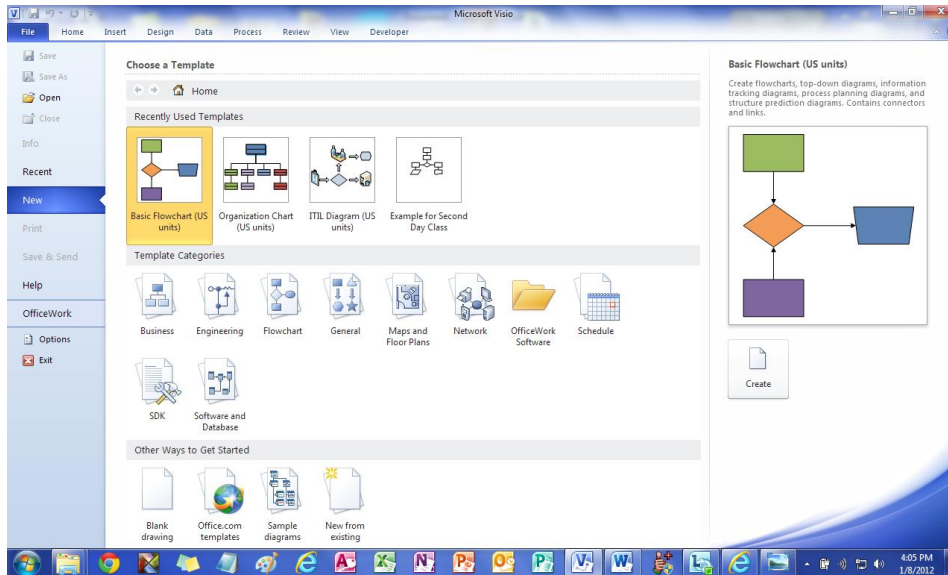 Microsoft Visio
File Home Insert Design Data Process Review View Developer
Save
Save As
Open
Close
Info
Recent
New
Print
Save & Send
Help
OfficeWork
Options
Exit
Choose a Template
Home
Recently Used Templates
Basic Flowchart (US
units)
Organization Chart
(US units)
ITIL Diagram (US
units)
Example for Second
Day Class
Template Categories
Business
Engineering
Flowchart
General
Maps and
Floor Plans
Network
OfficeWork
Software
Schedule
SDK
Software and
Database
Other Ways to Get Started
Blank
drawing
Office.com
templates
Sample
diagrams
New from
existing
Basic Flowchart (US units)
Create flowcharts, top-down diagrams, information
tracking diagrams, process planning diagrams, and
structure prediction diagrams. Contains connectors
and links.
Create
4:05 PM
1/8/2012